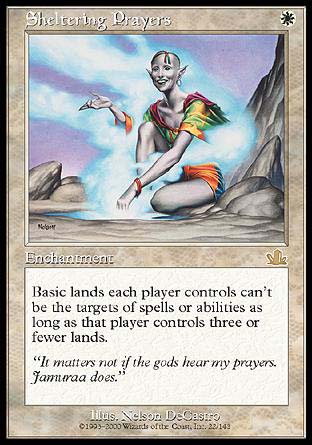 Sheltering Prayers
Enchantment
Basic lands each player controls can't
be the targets of spells or abilities as
long as that player controls three or
fewer lands.
"It matters not if the gods hear my prayers.
Jamuraa does."
Illus. Nelson DeCastro
©1993-2000 Wizards of the Coast, Inc. 22/143